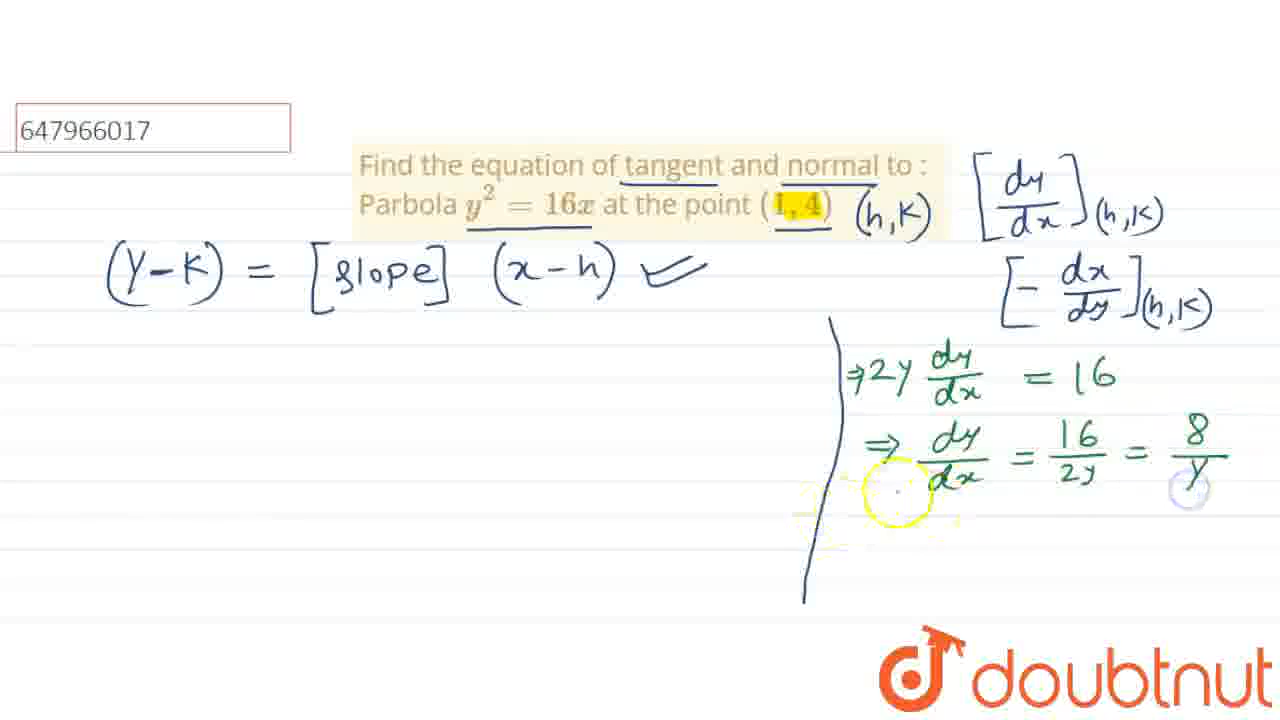 647966017
Find the equation of tangent and normal to :
Parbola y² = 16x at the point (1, 4) (h, K)
[dy/dx](h, K)
(y - K) = [slope] (x - h) ✓
[- dx/dy](h, K)
⇒ 2y dy/dx = 16
⇒ dy/dx = 16/2y = 8/y
doubtnut